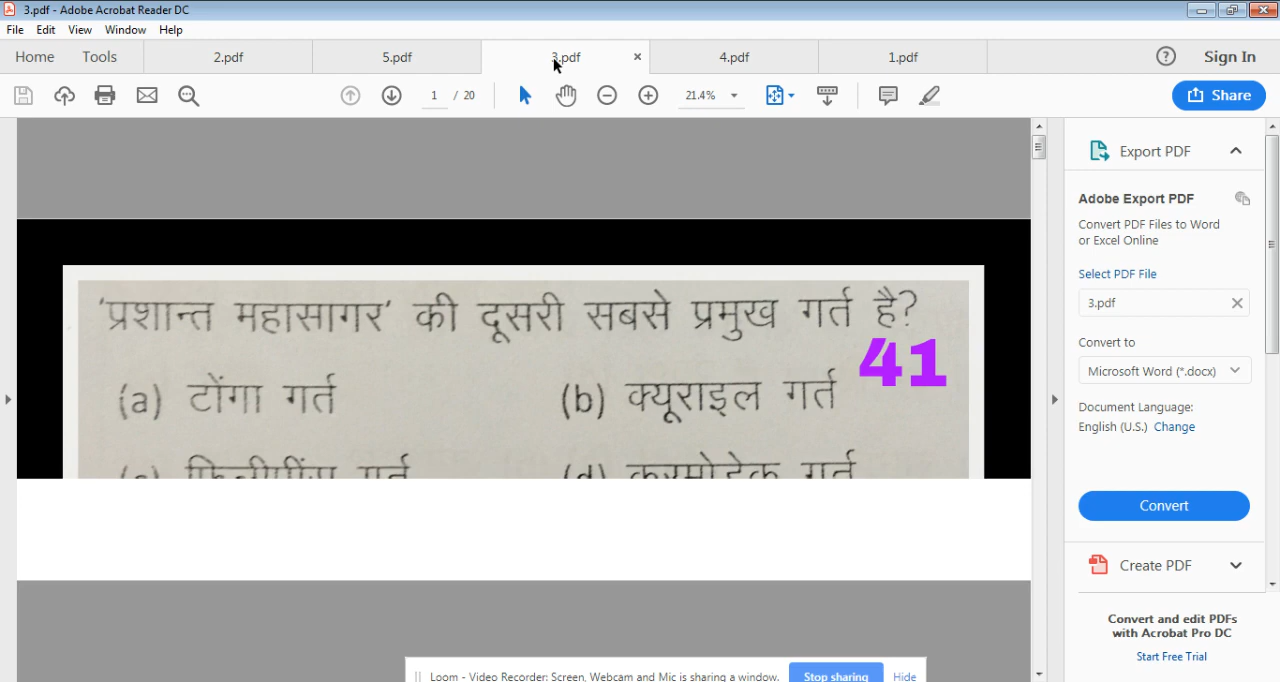 3.pdf - Adobe Acrobat Reader DC
File Edit View Window Help
Home Tools 2.pdf 5.pdf 3.pdf 4.pdf 1.pdf Sign In
1 / 20 21.4% Share
Export PDF
Adobe Export PDF
Convert PDF Files to Word
or Excel Online
Select PDF File
3.pdf
Convert to
Microsoft Word (*.docx)
Document Language:
English (U.S.) Change
Convert
Create PDF
Convert and edit PDFs
with Acrobat Pro DC
Start Free Trial
'प्रशान्त महासागर' की दूसरी सबसे प्रमुख गर्त है?
41
(a) टोंगा गर्त (b) क्यूराइल गर्त
गर्त (d) गर्त
Loom - Video Recorder: Screen, Webcam and Mic is sharing a window. Stop sharing Hide